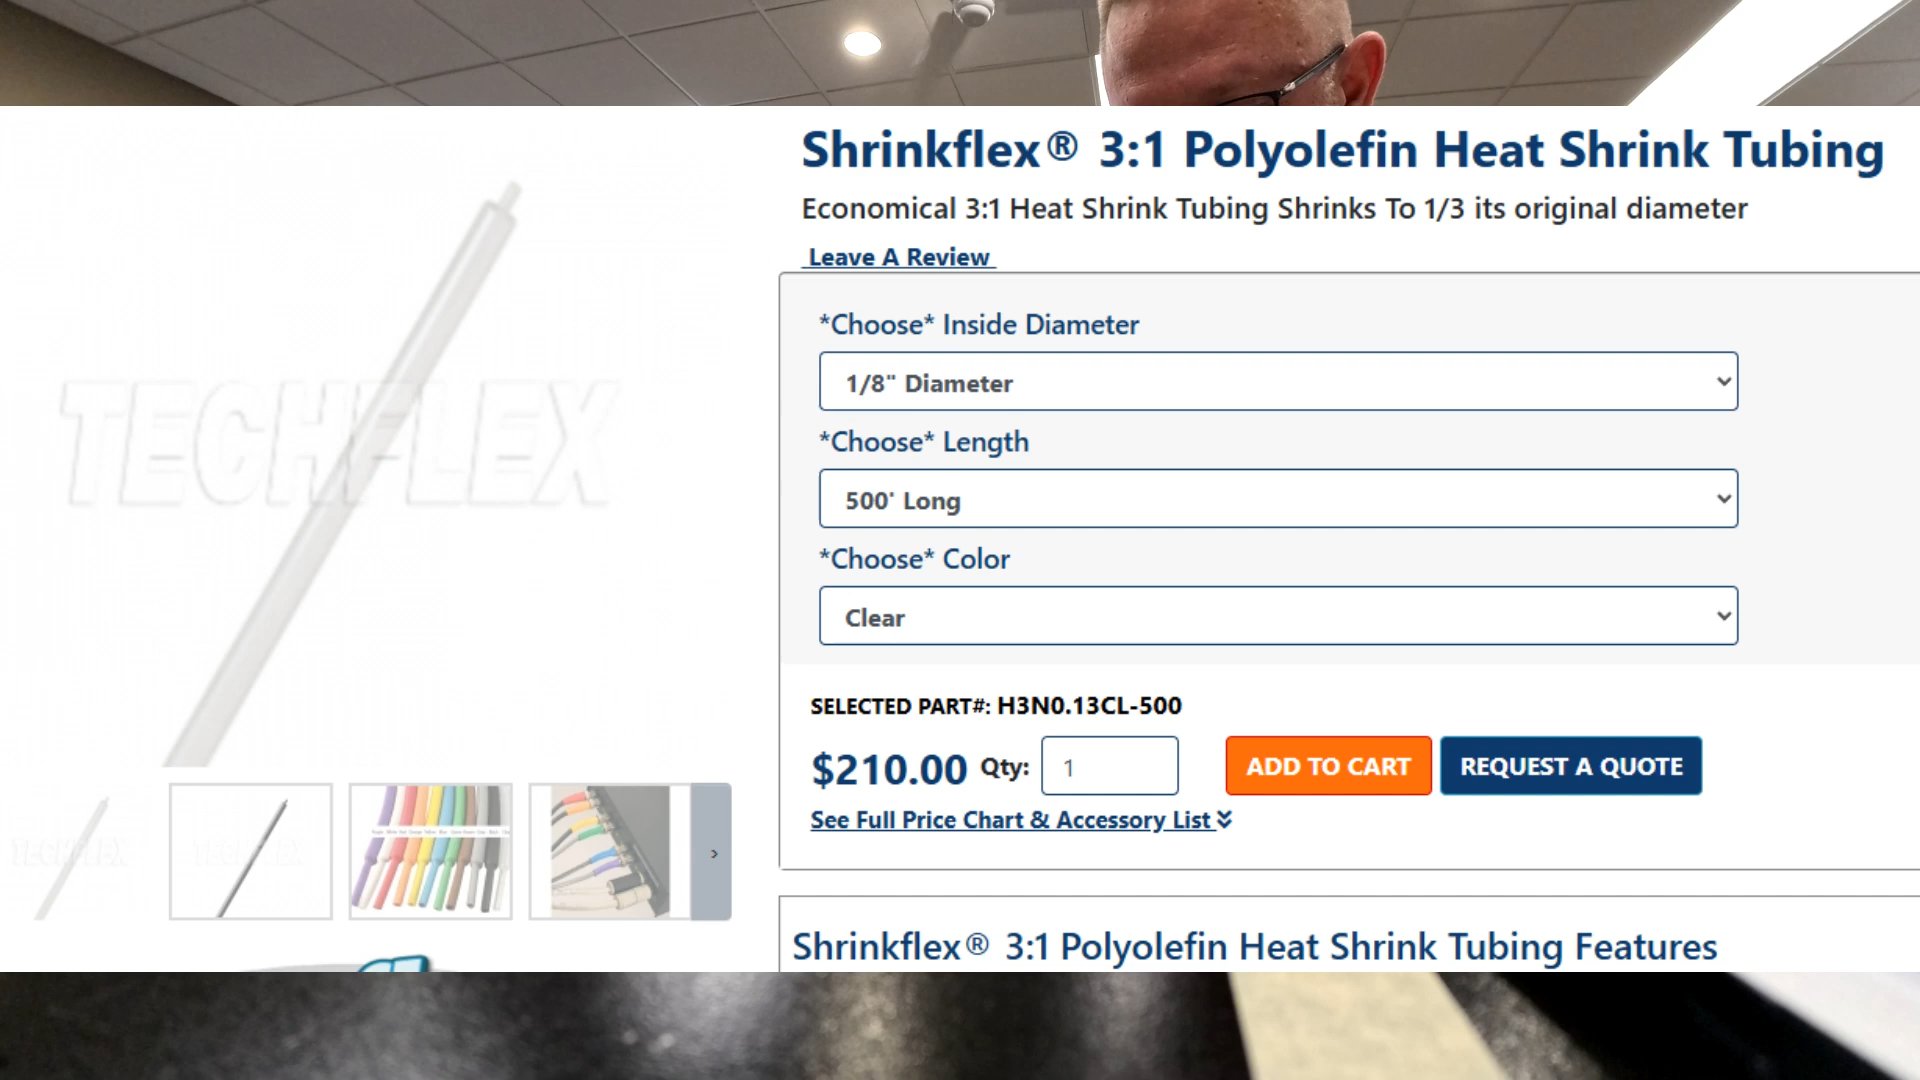 Shrinkflex® 3:1 Polyolefin Heat Shrink Tubing
Economical 3:1 Heat Shrink Tubing Shrinks To 1/3 its original diameter
Leave A Review
*Choose* Inside Diameter
1/8" Diameter
*Choose* Length
500' Long
*Choose* Color
Clear
SELECTED PART#: H3N0.13CL-500
$210.00 Qty: 1 ADD TO CART REQUEST A QUOTE
See Full Price Chart & Accessory List
TECHFLEX
Shrinkflex® 3:1 Polyolefin Heat Shrink Tubing Features